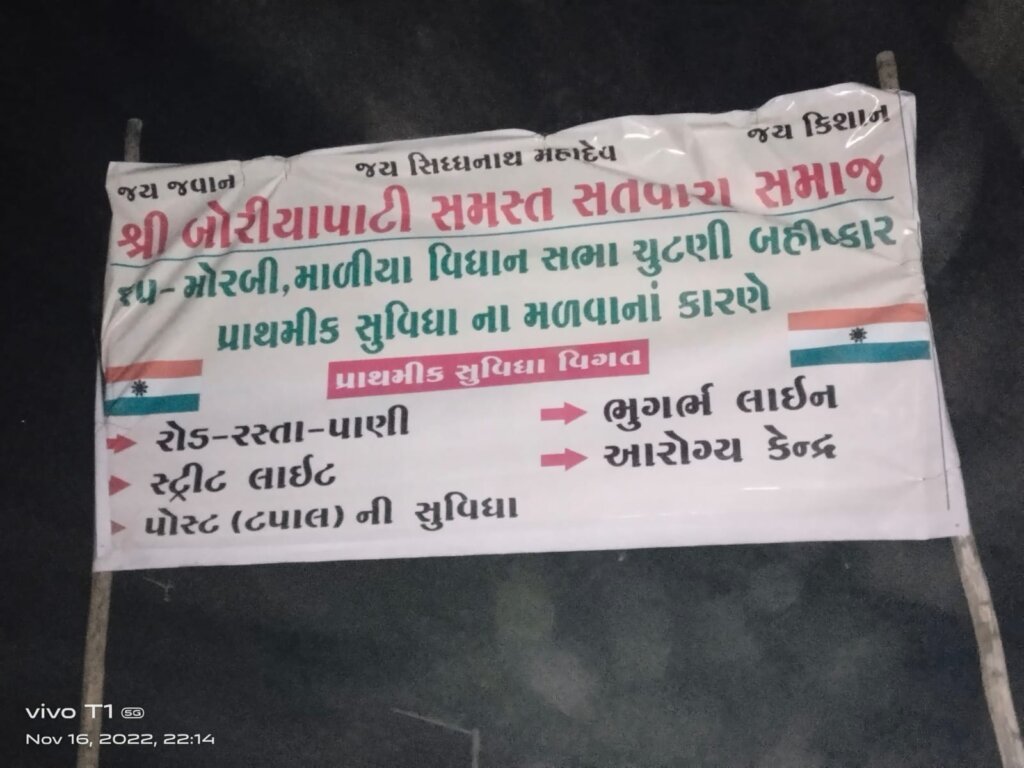 જય જવાન
જય સિધ્ધનાથ મહાદેવ
જય કિશાન
શ્રી બોરીયાપાટી સમસ્ત સતવારા સમાજ
૨૫-મોરબી,માળીયા વિધાન સભા ચુટણી બહીષ્કાર
પ્રાથમીક સુવિધા ના મળવાનાં કારણે
પ્રાથમીક સુવિધા વિગત
રોડ-રસ્તા-પાણી
સ્ટ્રીટ લાઈટ
પોસ્ટ (ટપાલ) ની સુવિધા
ભુગર્ભ લાઈન
આરોગ્ય કેન્દ્ર
vivo T1 5G
Nov 16, 2022, 22:14